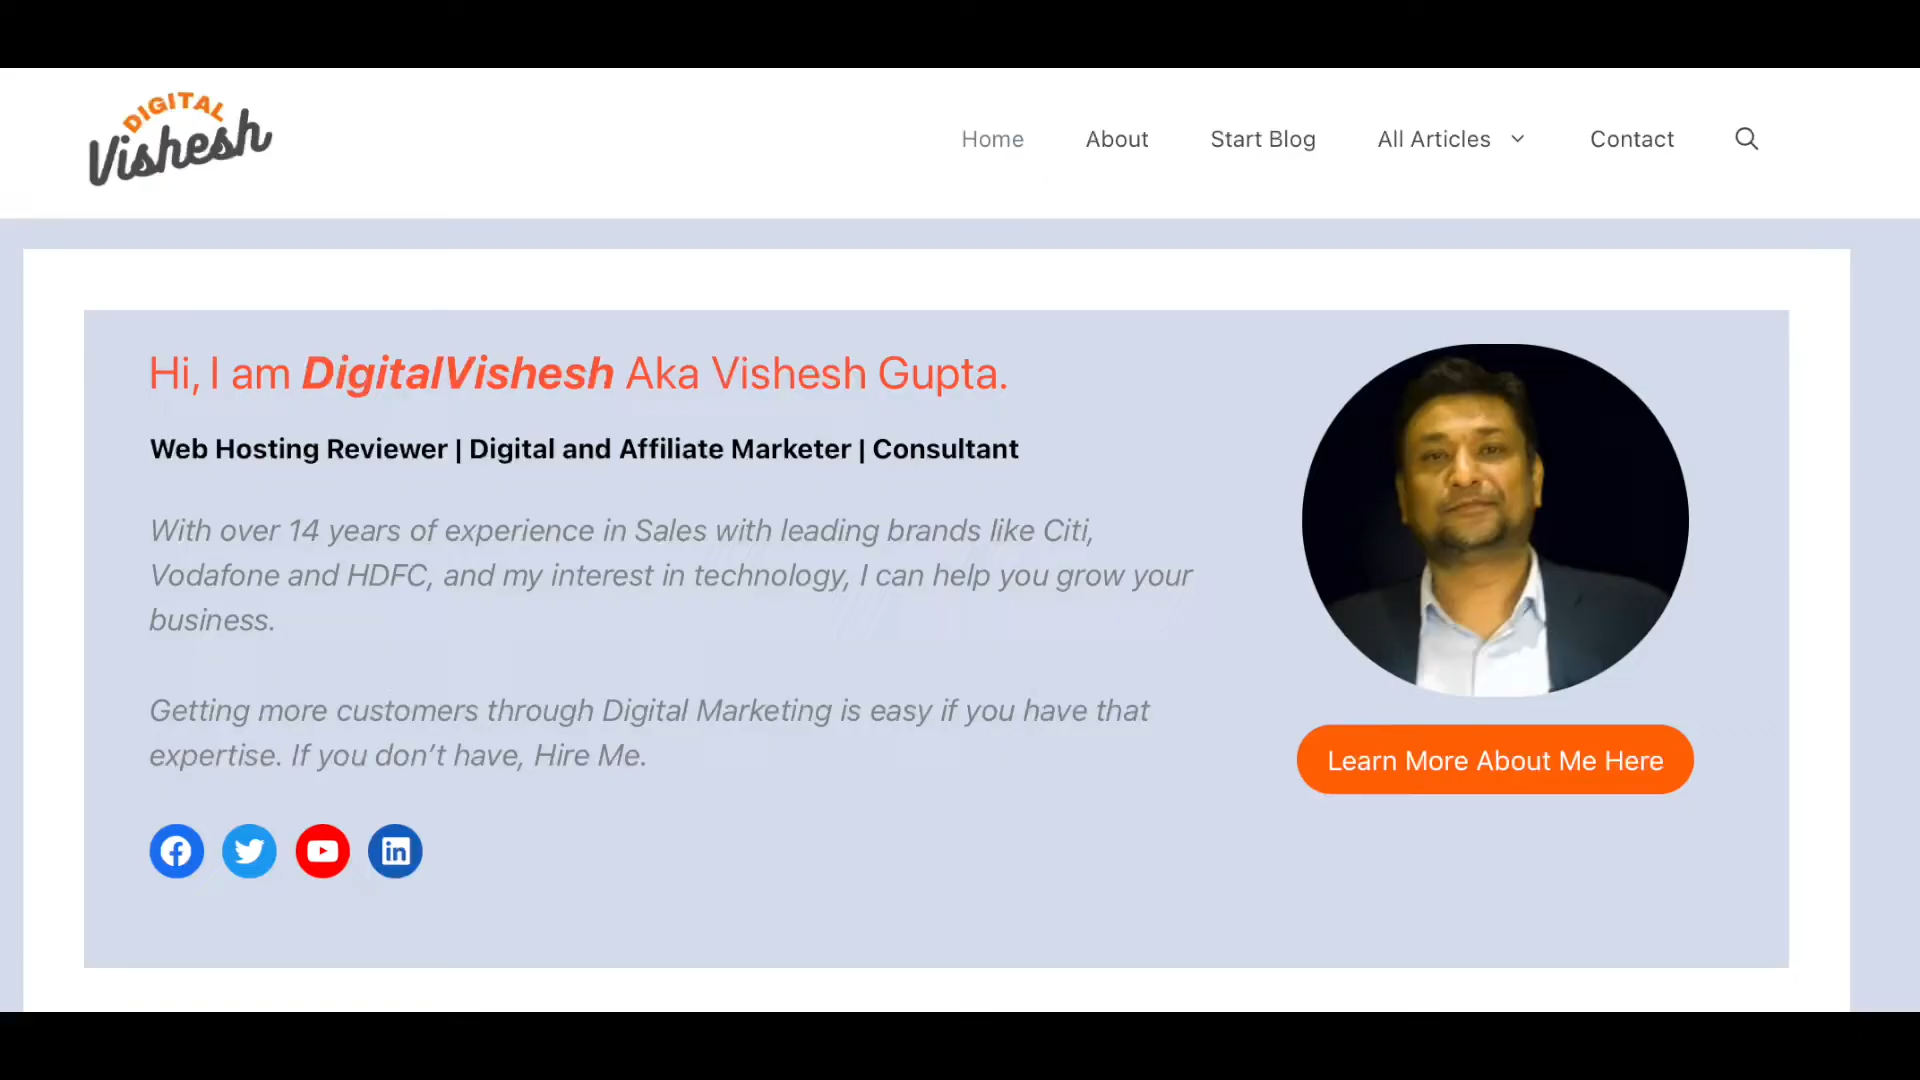 DIGITAL
Vishesh
Home About Start Blog All Articles Contact
Hi, I am DigitalVishesh Aka Vishesh Gupta.
Web Hosting Reviewer | Digital and Affiliate Marketer | Consultant
With over 14 years of experience in Sales with leading brands like Citi,
Vodafone and HDFC, and my interest in technology, I can help you grow your
business.
Getting more customers through Digital Marketing is easy if you have that
expertise. If you don’t have, Hire Me.
Learn More About Me Here
in